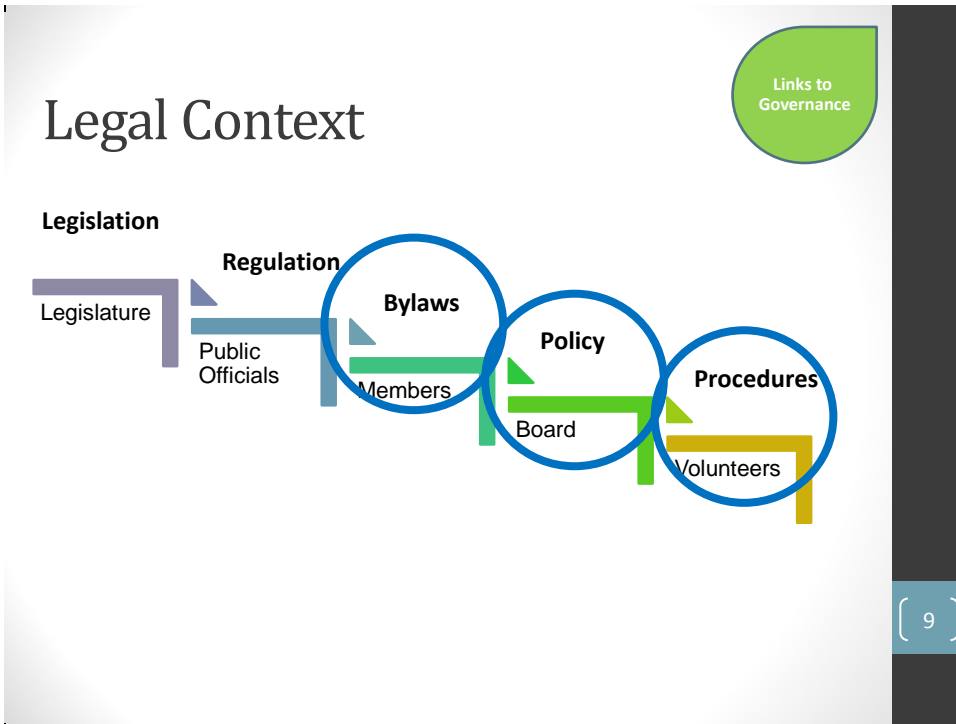 Links to
Governance
Legal Context
Legislation
Legislature
Regulation
Public
Officials
Bylaws
Members
Policy
Board
Procedures
Volunteers
9